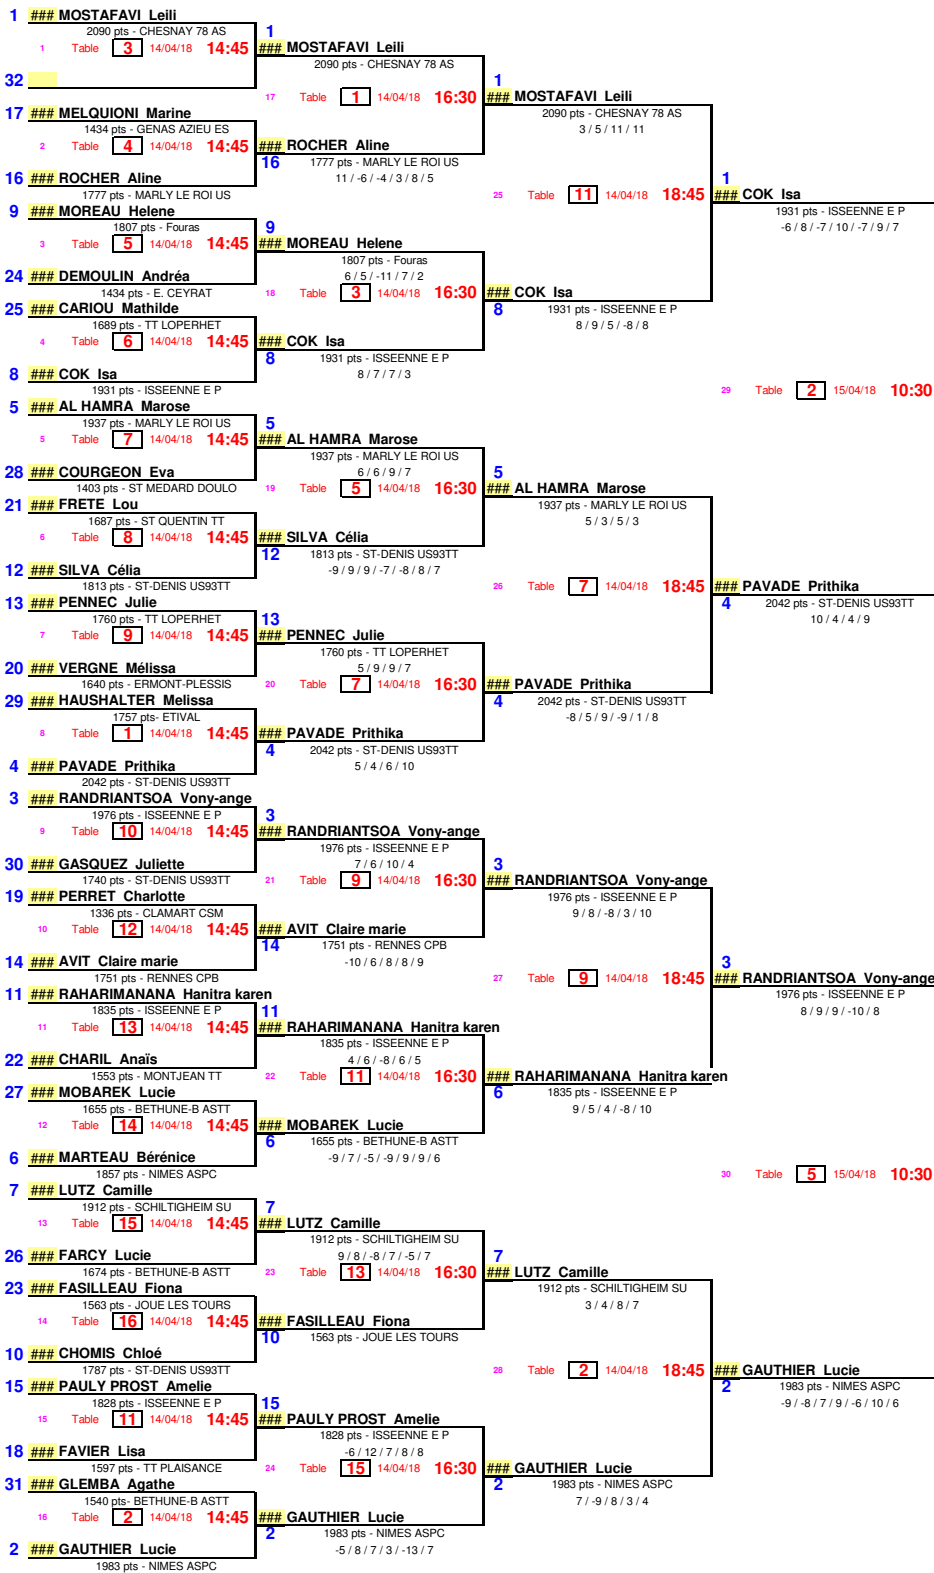 1 ### MOSTAFAVI Leili
2090 pts - CHESNAY 78 AS
1 Table 3 14/04/18 14:45
32
17 ### MELQUIONI Marine
1434 pts - GENAS AZIEU ES
2 Table 4 14/04/18 14:45
16 ### ROCHER Aline
1777 pts - MARLY LE ROI US
9 ### MOREAU Helene
1807 pts - Fouras
3 Table 5 14/04/18 14:45
24 ### DEMOULIN Andréa
1434 pts - E. CEYRAT
25 ### CARIOU Mathilde
1689 pts - TT LOPERHET
4 Table 6 14/04/18 14:45
8 ### COK Isa
1931 pts - ISSEENNE E P
5 ### AL HAMRA Marose
1937 pts - MARLY LE ROI US
5 Table 7 14/04/18 14:45
28 ### COURGEON Eva
1403 pts - ST MEDARD DOULO
21 ### FRETE Lou
1687 pts - ST QUENTIN TT
6 Table 8 14/04/18 14:45
12 ### SILVA Célia
1813 pts - ST-DENIS US93TT
13 ### PENNEC Julie
1760 pts - TT LOPERHET
7 Table 9 14/04/18 14:45
20 ### VERGNE Mélissa
1640 pts - ERMONT-PLESSIS
29 ### HAUSHALTER Melissa
1757 pts- ETIVAL
8 Table 1 14/04/18 14:45
4 ### PAVADE Prithika
2042 pts - ST-DENIS US93TT
3 ### RANDRIANTSOA Vony-ange
1976 pts - ISSEENNE E P
9 Table 10 14/04/18 14:45
30 ### GASQUEZ Juliette
1740 pts - ST-DENIS US93TT
19 ### PERRET Charlotte
1336 pts - CLAMART CSM
10 Table 12 14/04/18 14:45
14 ### AVIT Claire marie
1751 pts - RENNES CPB
11 ### RAHARIMANANA Hanitra karen
1835 pts - ISSEENNE E P
11 Table 13 14/04/18 14:45
22 ### CHARIL Anaïs
1553 pts - MONTJEAN TT
27 ### MOBAREK Lucie
1655 pts - BETHUNE-B ASTT
12 Table 14 14/04/18 14:45
6 ### MARTEAU Bérénice
1857 pts - NIMES ASPC
7 ### LUTZ Camille
1912 pts - SCHILTIGHEIM SU
13 Table 15 14/04/18 14:45
26 ### FARCY Lucie
1674 pts - BETHUNE-B ASTT
23 ### FASILLEAU Fiona
1563 pts - JOUE LES TOURS
14 Table 16 14/04/18 14:45
10 ### CHOMIS Chloé
1787 pts - ST-DENIS US93TT
15 ### PAULY PROST Amelie
1828 pts - ISSEENNE E P
15 Table 11 14/04/18 14:45
18 ### FAVIER Lisa
1597 pts - TT PLAISANCE
31 ### GLEMBA Agathe
1540 pts- BETHUNE-B ASTT
16 Table 2 14/04/18 14:45
2 ### GAUTHIER Lucie
1983 pts - NIMES ASPC
1
### MOSTAFAVI Leili
2090 pts - CHESNAY 78 AS
17 Table 1 14/04/18 16:30
### ROCHER Aline
16
1777 pts - MARLY LE ROI US
11 / -6 / -4 / 3 / 8 / 5
9
### MOREAU Helene
1807 pts - Fouras
6 / 5 / -11 / 7 / 2
18 Table 3 14/04/18 16:30
### COK Isa
8
1931 pts - ISSEENNE E P
8 / 7 / 7 / 3
5
### AL HAMRA Marose
1937 pts - MARLY LE ROI US
6 / 6 / 9 / 7
19 Table 5 14/04/18 16:30
### SILVA Célia
12
1813 pts - ST-DENIS US93TT
-9 / 9 / 9 / -7 / -8 / 8 / 7
13
### PENNEC Julie
1760 pts - TT LOPERHET
5 / 9 / 9 / 7
20 Table 7 14/04/18 16:30
### PAVADE Prithika
4
2042 pts - ST-DENIS US93TT
5 / 4 / 6 / 10
3
### RANDRIANTSOA Vony-ange
1976 pts - ISSEENNE E P
7 / 6 / 10 / 4
21 Table 9 14/04/18 16:30
### AVIT Claire marie
14
1751 pts - RENNES CPB
-10 / 6 / 8 / 8 / 9
11
### RAHARIMANANA Hanitra karen
1835 pts - ISSEENNE E P
4 / 6 / -8 / 6 / 5
22 Table 11 14/04/18 16:30
### MOBAREK Lucie
6
1655 pts - BETHUNE-B ASTT
-9 / 7 / -5 / -9 / 9 / 9 / 6
7
### LUTZ Camille
1912 pts - SCHILTIGHEIM SU
9 / 8 / -8 / 7 / -5 / 7
23 Table 13 14/04/18 16:30
### FASILLEAU Fiona
10
1563 pts - JOUE LES TOURS
15
### PAULY PROST Amelie
1828 pts - ISSEENNE E P
-6 / 12 / 7 / 8 / 8
24 Table 15 14/04/18 16:30
### GAUTHIER Lucie
2
1983 pts - NIMES ASPC
-5 / 8 / 7 / 3 / -13 / 7
1
### MOSTAFAVI Leili
2090 pts - CHESNAY 78 AS
3 / 5 / 11 / 11
25 Table 11 14/04/18 18:45
### COK Isa
8
1931 pts - ISSEENNE E P
8 / 9 / 5 / -8 / 8
5
### AL HAMRA Marose
1937 pts - MARLY LE ROI US
5 / 3 / 5 / 3
26 Table 7 14/04/18 18:45
### PAVADE Prithika
4
2042 pts - ST-DENIS US93TT
-8 / 5 / 9 / -9 / 1 / 8
3
### RANDRIANTSOA Vony-ange
1976 pts - ISSEENNE E P
9 / 8 / -8 / 3 / 10
27 Table 9 14/04/18 18:45
### RAHARIMANANA Hanitra karen
6
1835 pts - ISSEENNE E P
9 / 5 / 4 / -8 / 10
7
### LUTZ Camille
1912 pts - SCHILTIGHEIM SU
3 / 4 / 8 / 7
28 Table 2 14/04/18 18:45
### GAUTHIER Lucie
2
1983 pts - NIMES ASPC
7 / -9 / 8 / 3 / 4
1
### COK Isa
1931 pts - ISSEENNE E P
-6 / 8 / -7 / 10 / -7 / 9 / 7
29 Table 2 15/04/18 10:30
### PAVADE Prithika
4
2042 pts - ST-DENIS US93TT
10 / 4 / 4 / 9
3
### RANDRIANTSOA Vony-ange
1976 pts - ISSEENNE E P
8 / 9 / 9 / -10 / 8
30 Table 5 15/04/18 10:30
### GAUTHIER Lucie
2
1983 pts - NIMES ASPC
-9 / -8 / 7 / 9 / -6 / 10 / 6